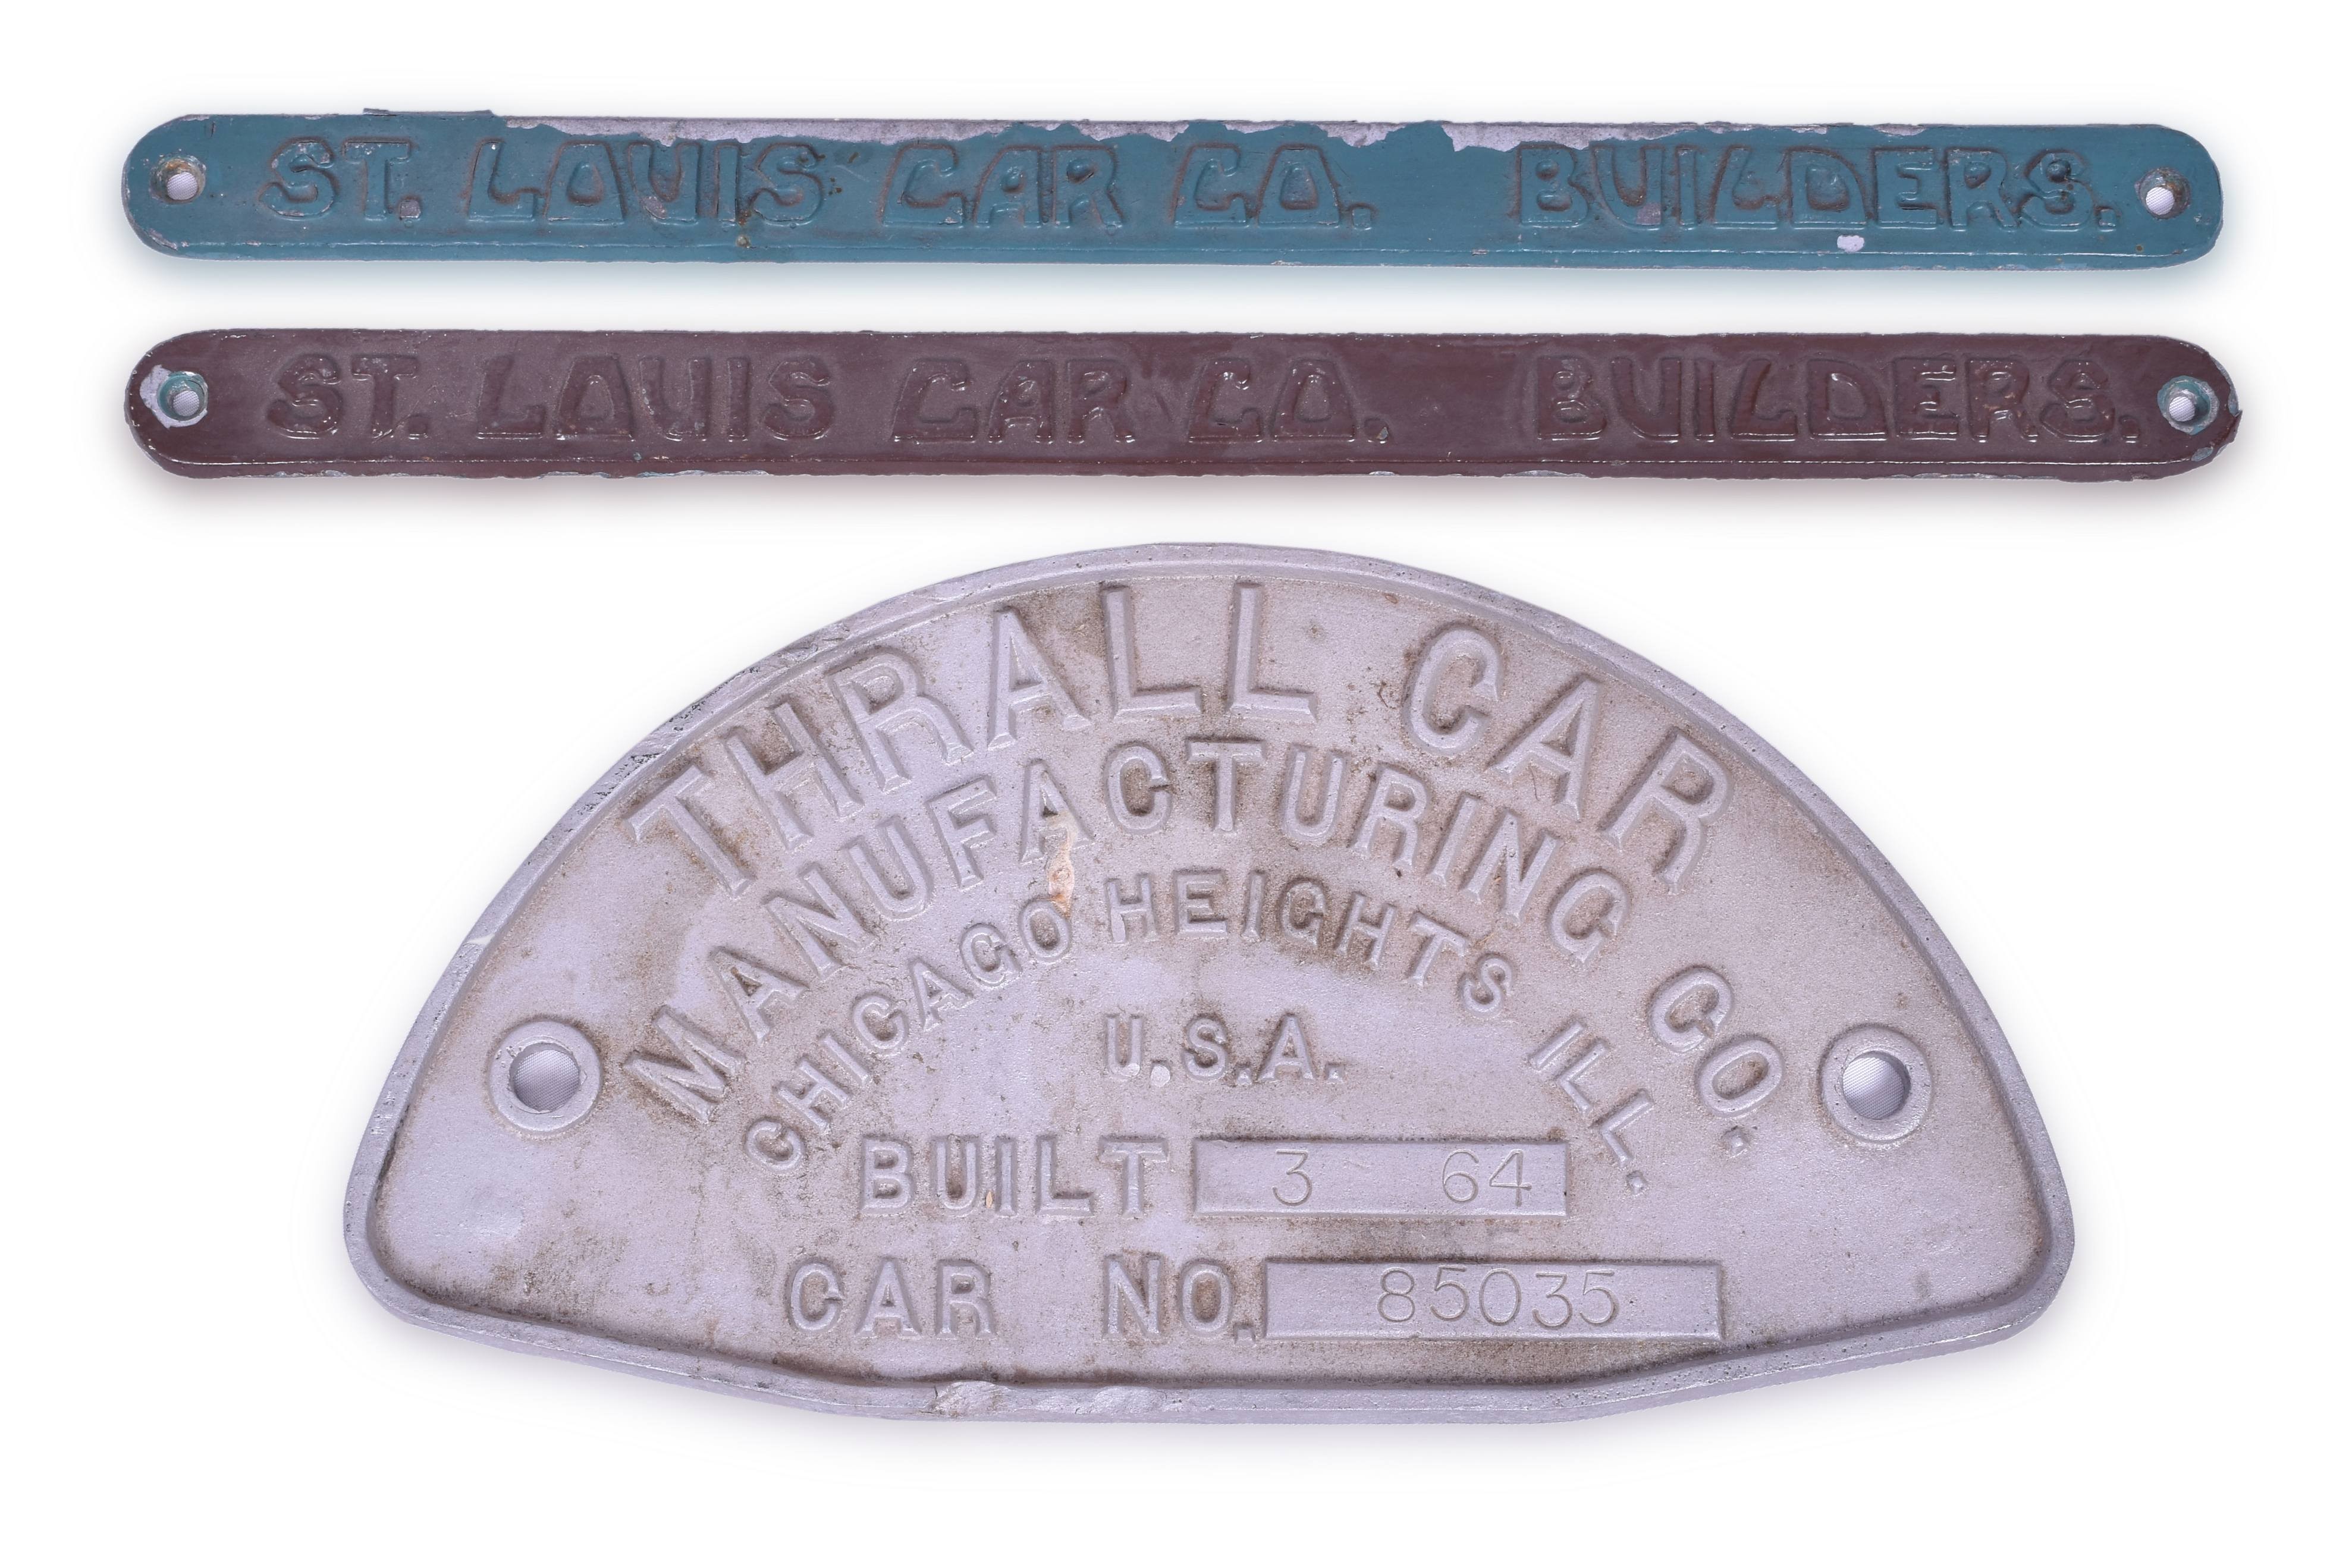 ST. LOUIS CAR CO. BUILDERS.
ST. LOUIS CAR CO. BUILDERS.
THRALL CAR
MANUFACTURING CO.
CHICAGO HEIGHTS ILL.
U.S.A.
BUILT 3 64
CAR NO. 85035